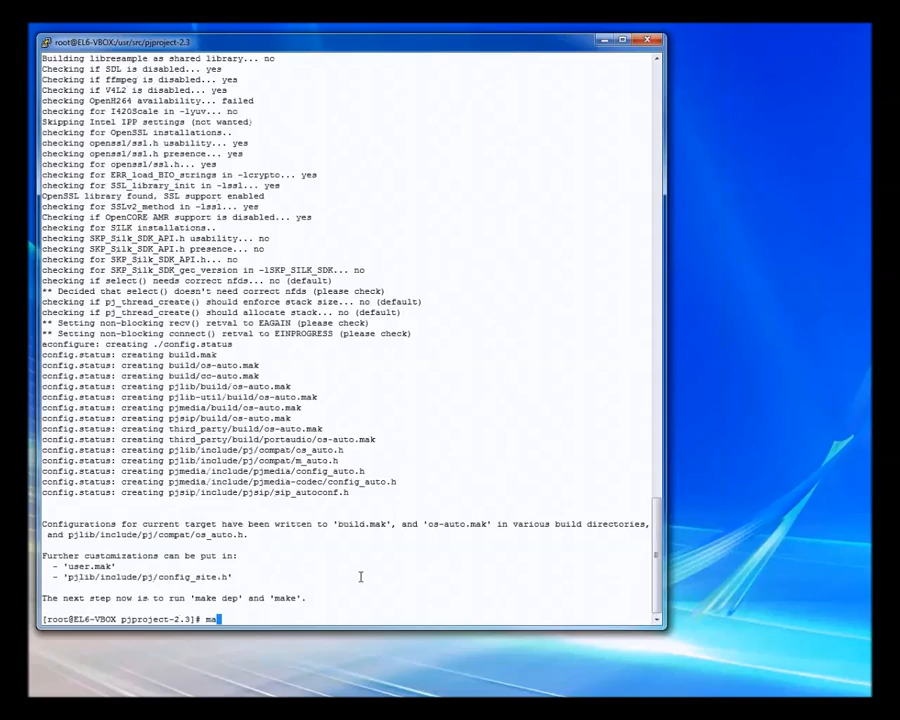 root@EL6-VBOX:/usr/src/pjproject-2.3
Building libresample as shared library... no
Checking if SDL is disabled... yes
Checking if ffmpeg is disabled... yes
Checking if V4L2 is disabled... yes
checking OpenH264 availability... failed
checking for I420Scale in -lyuv... no
Skipping Intel IPP settings (not wanted)
checking for OpenSSL installations..
checking openssl/ssl.h usability... yes
checking openssl/ssl.h presence... yes
checking for openssl/ssl.h... yes
checking for ERR_load_BIO_strings in -lcrypto... yes
checking for SSL_library_init in -lssl... yes
OpenSSL library found, SSL support enabled
checking for SSLv2_method in -lssl... yes
Checking if OpenCORE AMR support is disabled... yes
checking for SILK installations..
checking SKP_Silk_SDK_API.h usability... no
checking SKP_Silk_SDK_API.h presence... no
checking for SKP_Silk_SDK_API.h... no
checking for SKP_Silk_SDK_get_version in -lSKP_SILK_SDK... no
checking if select() needs correct nfds... no (default)
** Decided that select() doesn't need correct nfds (please check)
checking if pj_thread_create() should enforce stack size... no (default)
checking if pj_thread_create() should allocate stack... no (default)
** Setting non-blocking recv() retval to EAGAIN (please check)
** Setting non-blocking connect() retval to EINPROGRESS (please check)
aconfigure: creating ./config.status
config.status: creating build.mak
config.status: creating build/os-auto.mak
config.status: creating build/cc-auto.mak
config.status: creating pjlib/build/os-auto.mak
config.status: creating pjlib-util/build/os-auto.mak
config.status: creating pjmedia/build/os-auto.mak
config.status: creating pjsip/build/os-auto.mak
config.status: creating third_party/build/os-auto.mak
config.status: creating third_party/build/portaudio/os-auto.mak
config.status: creating pjlib/include/pj/compat/os_auto.h
config.status: creating pjlib/include/pj/compat/m_auto.h
config.status: creating pjmedia/include/pjmedia/config_auto.h
config.status: creating pjmedia/include/pjmedia-codec/config_auto.h
config.status: creating pjsip/include/pjsip/sip_autoconf.h
Configurations for current target have been written to 'build.mak', and 'os-auto.mak' in various build directories,
and pjlib/include/pj/compat/os_auto.h.
Further customizations can be put in:
- 'user.mak'
- 'pjlib/include/pj/config_site.h'
The next step now is to run 'make dep' and 'make'.
[root@EL6-VBOX pjproject-2.3]# ma